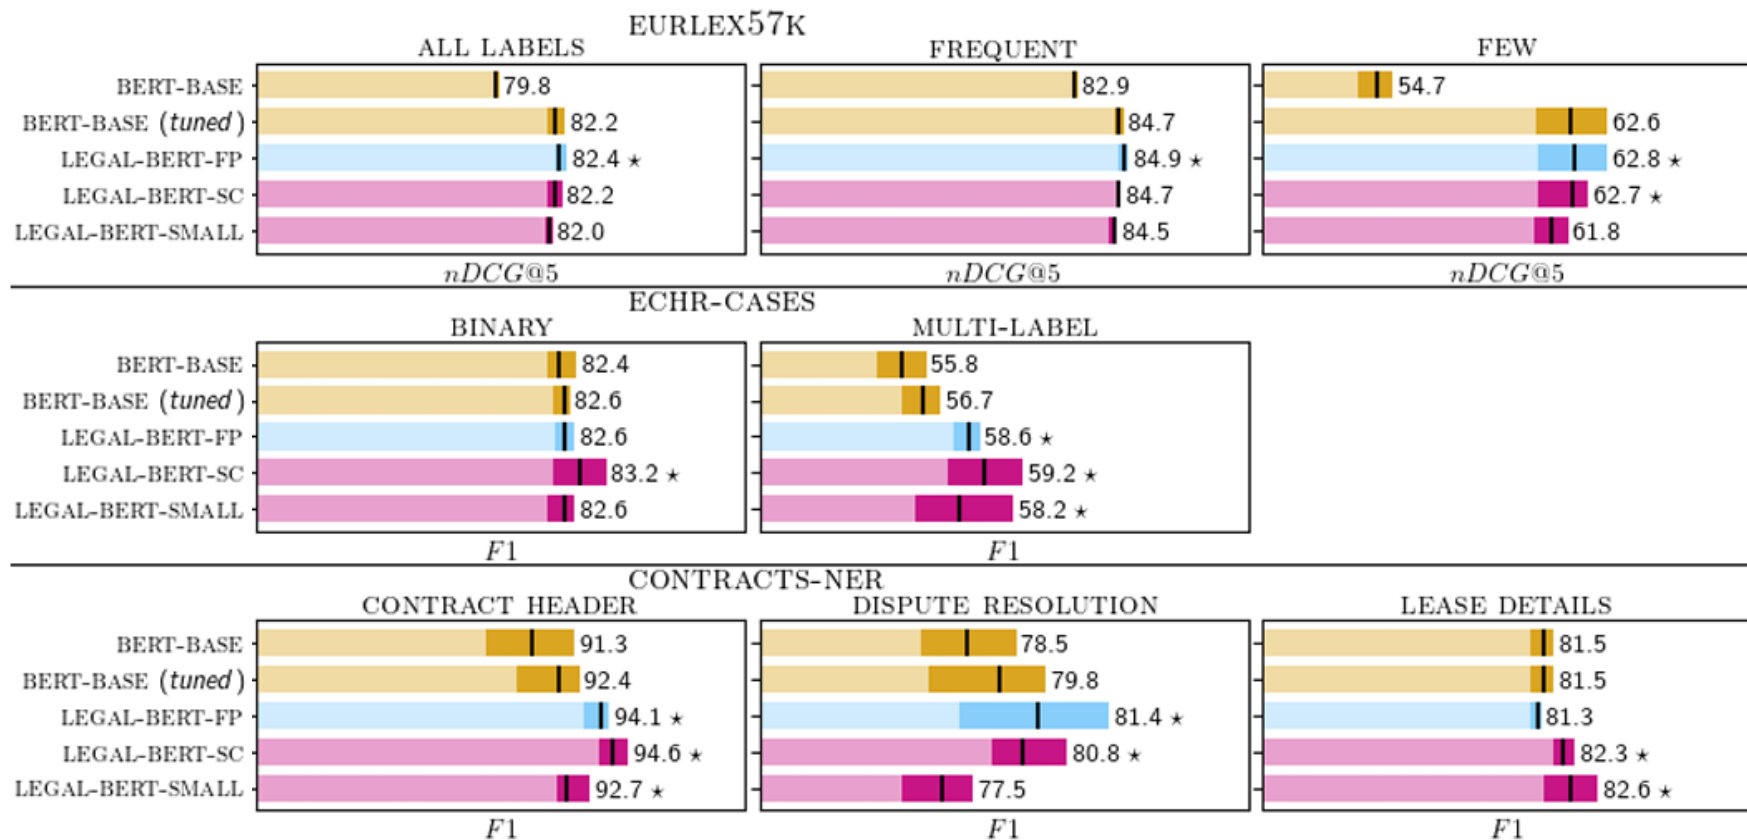 EURLEX57K
ALL LABELS FREQUENT FEW
BERT-BASE 79.8 82.9 54.7
BERT-BASE (tuned) 82.2 84.7 62.6
LEGAL-BERT-FP 82.4 ⋆ 84.9 ⋆ 62.8 ⋆
LEGAL-BERT-SC 82.2 84.7 62.7 ⋆
LEGAL-BERT-SMALL 82.0 84.5 61.8
nDCG@5 nDCG@5 nDCG@5
ECHR-CASES
BINARY MULTI-LABEL
BERT-BASE 82.4 55.8
BERT-BASE (tuned) 82.6 56.7
LEGAL-BERT-FP 82.6 58.6 ⋆
LEGAL-BERT-SC 83.2 ⋆ 59.2 ⋆
LEGAL-BERT-SMALL 82.6 58.2 ⋆
F1 F1
CONTRACTS-NER
CONTRACT HEADER DISPUTE RESOLUTION LEASE DETAILS
BERT-BASE 91.3 78.5 81.5
BERT-BASE (tuned) 92.4 79.8 81.5
LEGAL-BERT-FP 94.1 ⋆ 81.4 ⋆ 81.3
LEGAL-BERT-SC 94.6 ⋆ 80.8 ⋆ 82.3 ⋆
LEGAL-BERT-SMALL 92.7 ⋆ 77.5 82.6 ⋆
F1 F1 F1